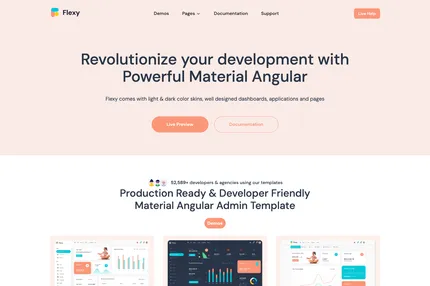 Flexy
Demos Pages Documentation Support
Live Help
Revolutionize your development with
Powerful Material Angular
Flexy comes with light & dark color skins, well designed dashboards, applications and pages
Live Preview Documentation
52,589+ developers & agencies using our templates
Production Ready & Developer Friendly
Material Angular Admin Template
Demos